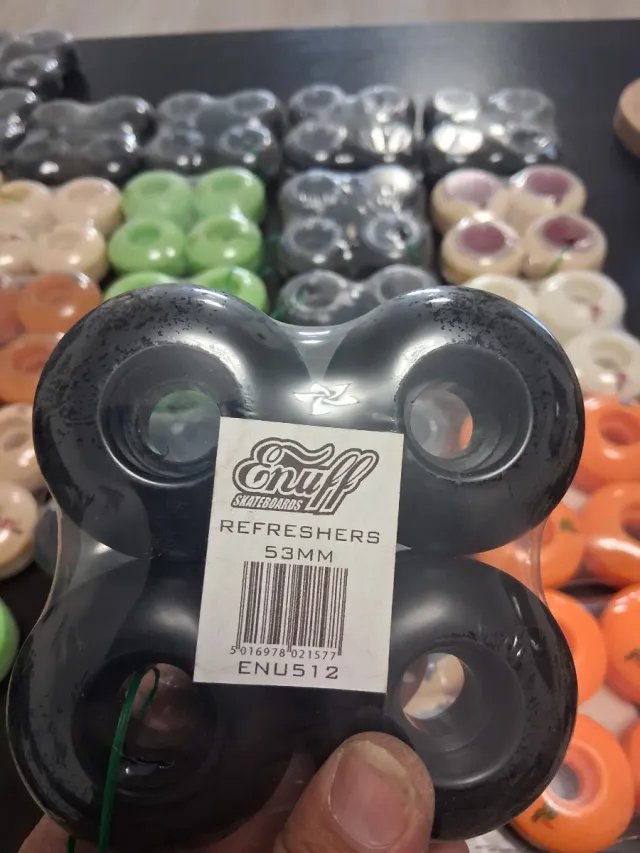 Enuff
SKATEBOARDS
REFRESHERS
53MM
5 016978 021577
ENU512